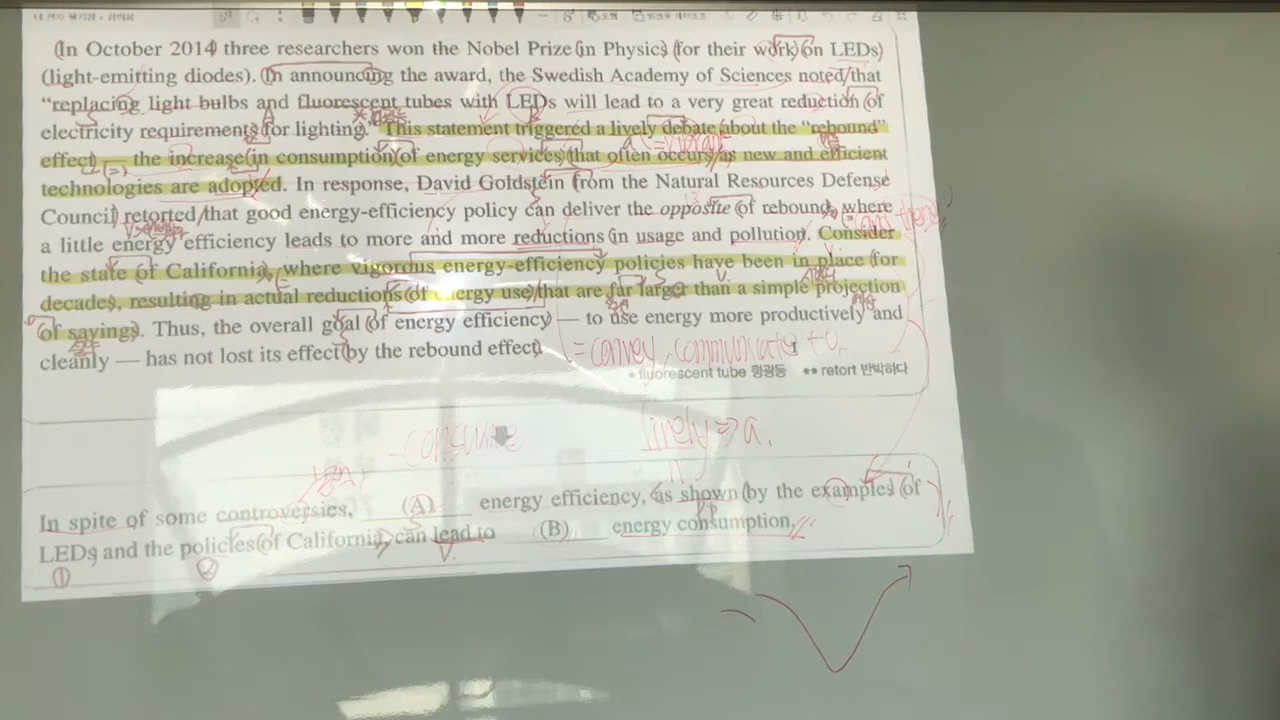 (In October 2014) three researchers won the Nobel Prize (in Physics) (for their work) on LEDs)
(light-emitting diodes). (In announcing the award, the Swedish Academy of Sciences noted/that
“replacing light bulbs and fluorescent tubes with LEDs will lead to a very great reduction (of
electricity requirements (for lighting.” This statement triggered a lively debate (about the “rebound”
effect) — the increase (in consumption) (of energy services) (that often occurs/as new and efficient
technologies are adopted. In response, David Goldstein (from the Natural Resources Defense
Council) retorted/that good energy-efficiency policy can deliver the opposite (of rebound), where
a little energy efficiency leads to more and more reductions (in usage and pollution. Consider
the state (of California), where vigorous energy-efficiency policies have been in place (for
decades), resulting in actual reductions (of energy use)/that are far larger than a simple projection
(of savings). Thus, the overall goal (of energy efficiency) — to use energy more productively and
cleanly — has not lost its effect (by the rebound effect).
=convey, communicate
* fluorescent tube 형광등 ** retort 반박하다
consume
lively ⇒ a.
In spite of some controversies, (A) energy efficiency, as shown (by the examples (of
LEDs and the policies (of California), can lead to (B) energy consumption.
① ② V.